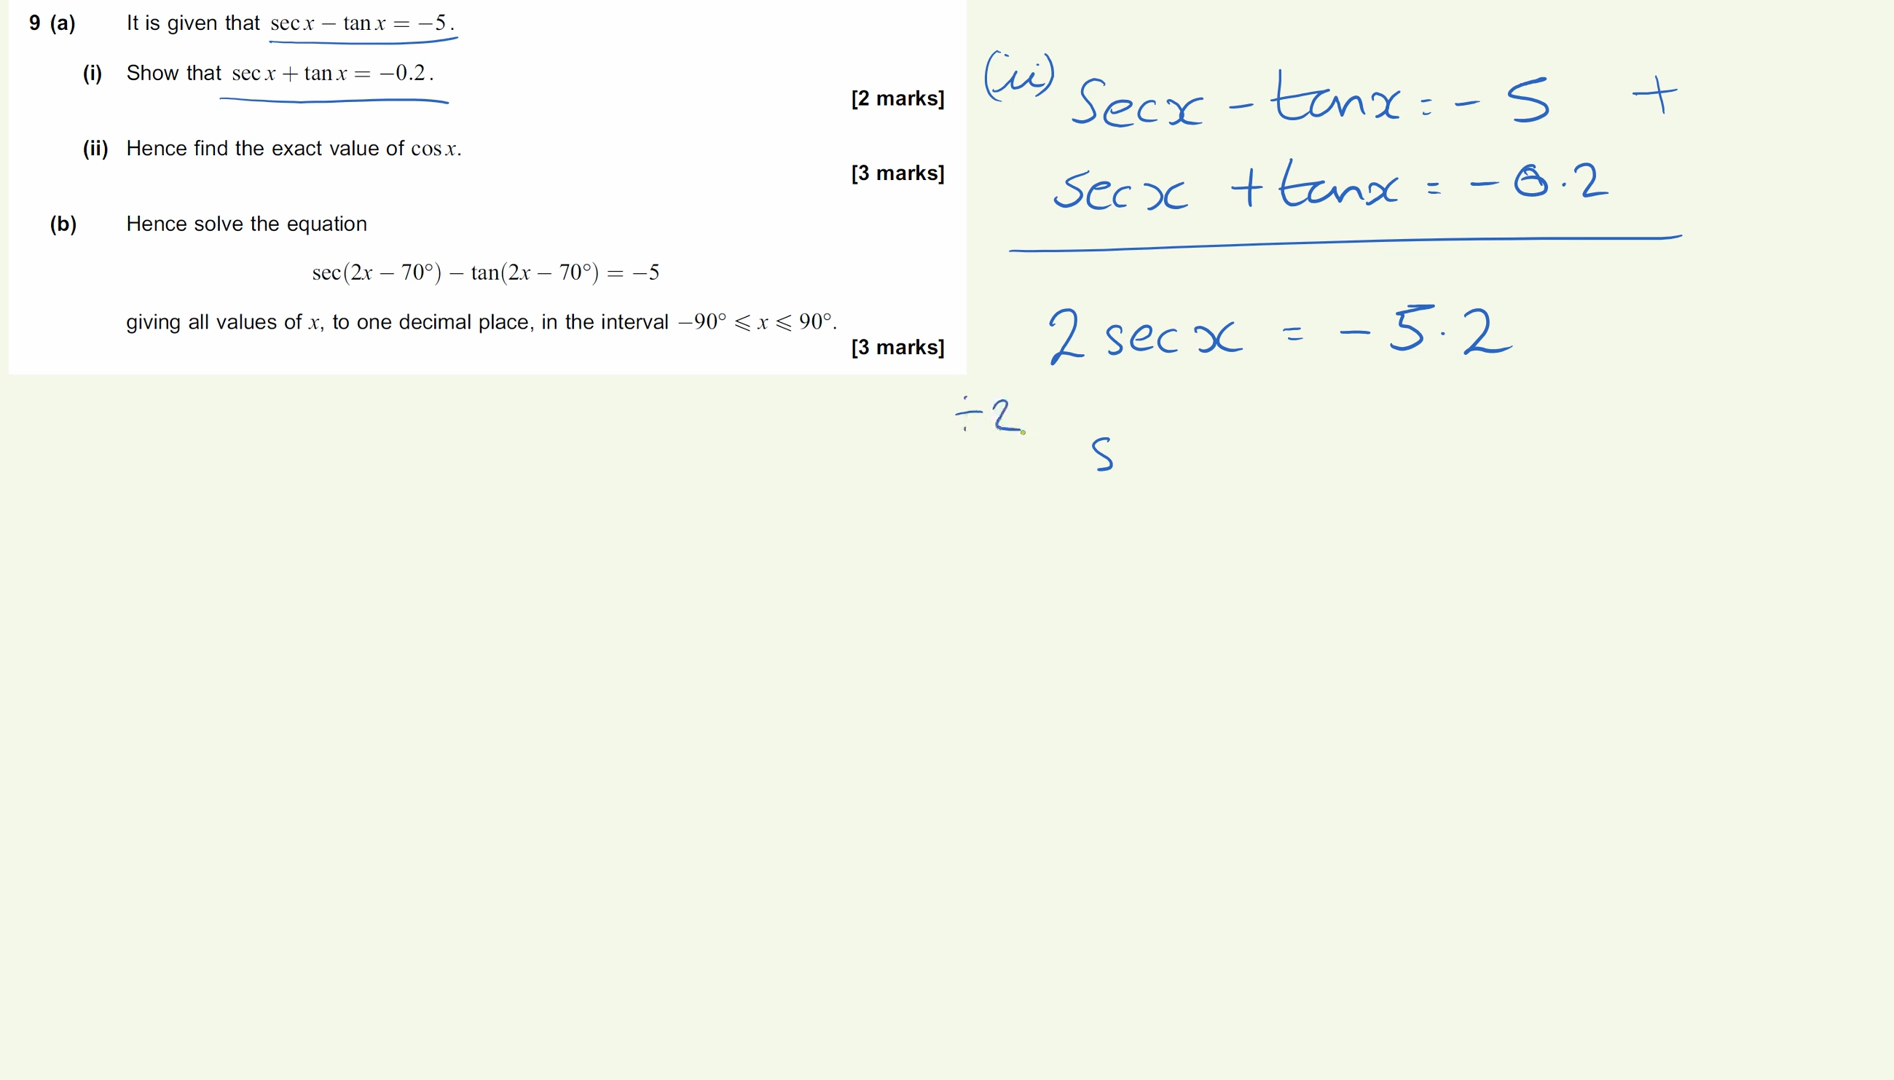 9 (a) It is given that sec x − tan x = −5.
(i) Show that sec x + tan x = −0.2.
[2 marks]
(ii) Hence find the exact value of cos x.
[3 marks]
(b) Hence solve the equation
sec(2x − 70°) − tan(2x − 70°) = −5
giving all values of x, to one decimal place, in the interval −90° ⩽ x ⩽ 90°.
[3 marks]
(ii) Secx - tanx = - 5 +
secx + tanx = - 0.2
2 secx = - 5.2
÷2
s